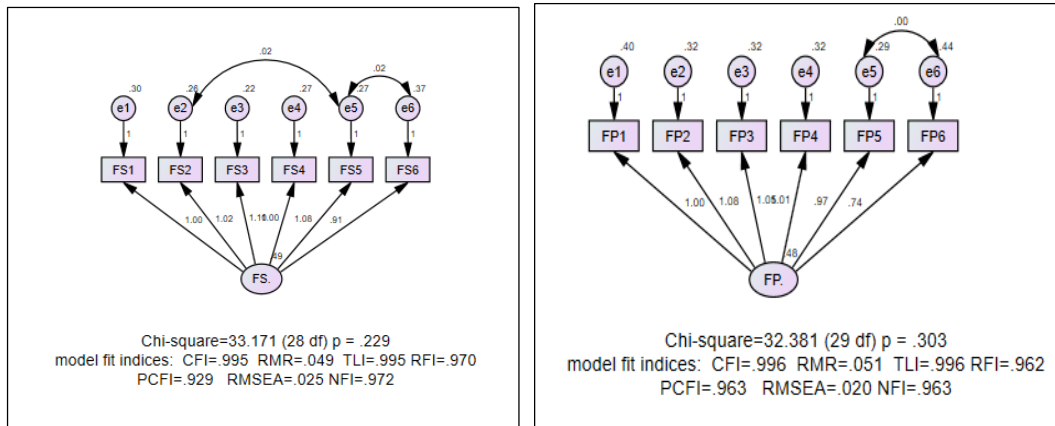 .02
.02
.30
.26
.22
.27
.27
.37
e1
e2
e3
e4
e5
e6
1
1
1
1
1
1
FS1
FS2
FS3
FS4
FS5
FS6
1.00
1.02
1.11
1.00
1.08
.91
.49
FS.
Chi-square=33.171 (28 df) p = .229
model fit indices: CFI=.995 RMR=.049 TLI=.995 RFI=.970
PCFI=.929 RMSEA=.025 NFI=.972
.00
.40
.32
.32
.32
.29
.44
e1
e2
e3
e4
e5
e6
1
1
1
1
1
1
FP1
FP2
FP3
FP4
FP5
FP6
1.00
1.08
1.01
.97
.74
.48
FP.
Chi-square=32.381 (29 df) p = .303
model fit indices: CFI=.996 RMR=.051 TLI=.996 RFI=.962
PCFI=.963 RMSEA=.020 NFI=.963